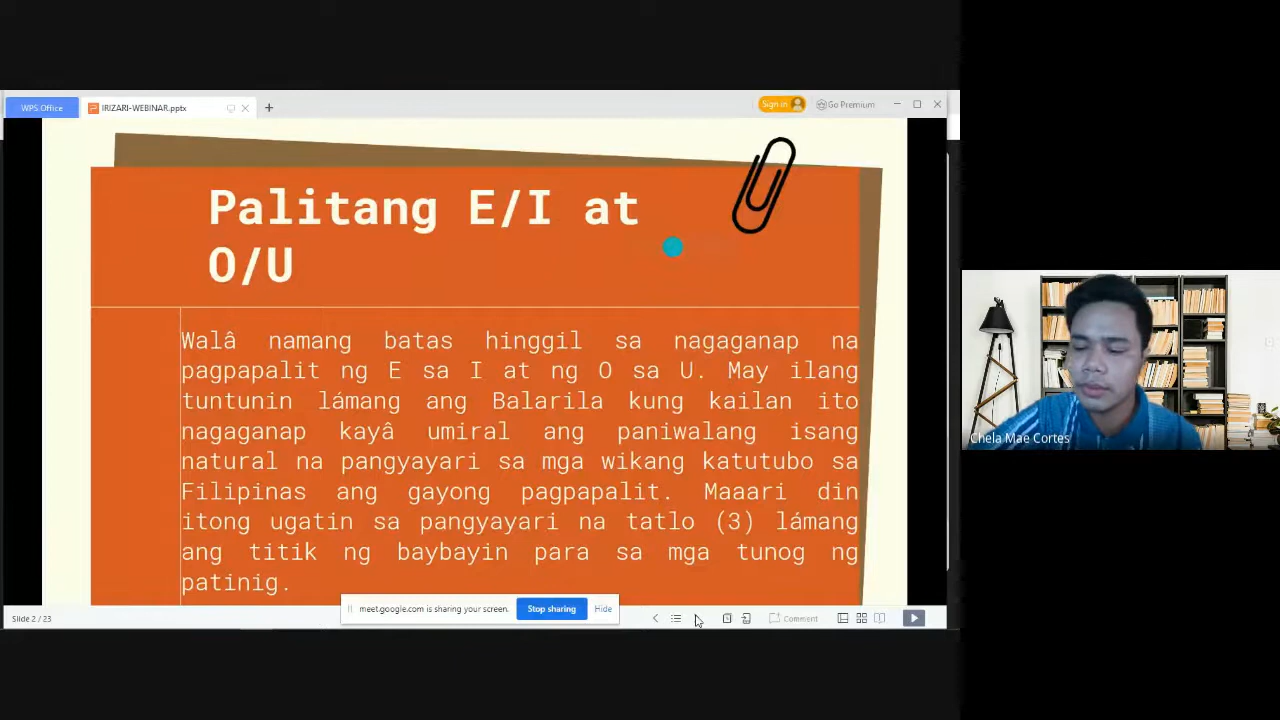 WPS Office
IRIZARI-WEBINAR.pptx
Sign in
Go Premium
Palitang E/I at
O/U
Walâ namang batas hinggil sa nagaganap na
pagpapalit ng E sa I at ng O sa U. May ilang
tuntunin lámang ang Balarila kung kailan ito
nagaganap kayâ umiral ang paniwalang isang
natural na pangyayari sa mga wikang katutubo sa
Filipinas ang gayong pagpapalit. Maaari din
itong ugatin sa pangyayari na tatlo (3) lámang
ang titik ng baybayin para sa mga tunog ng
patinig.
meet.google.com is sharing your screen.
Stop sharing
Hide
Slide 2 / 23
Comment
Chela Mae Cortes